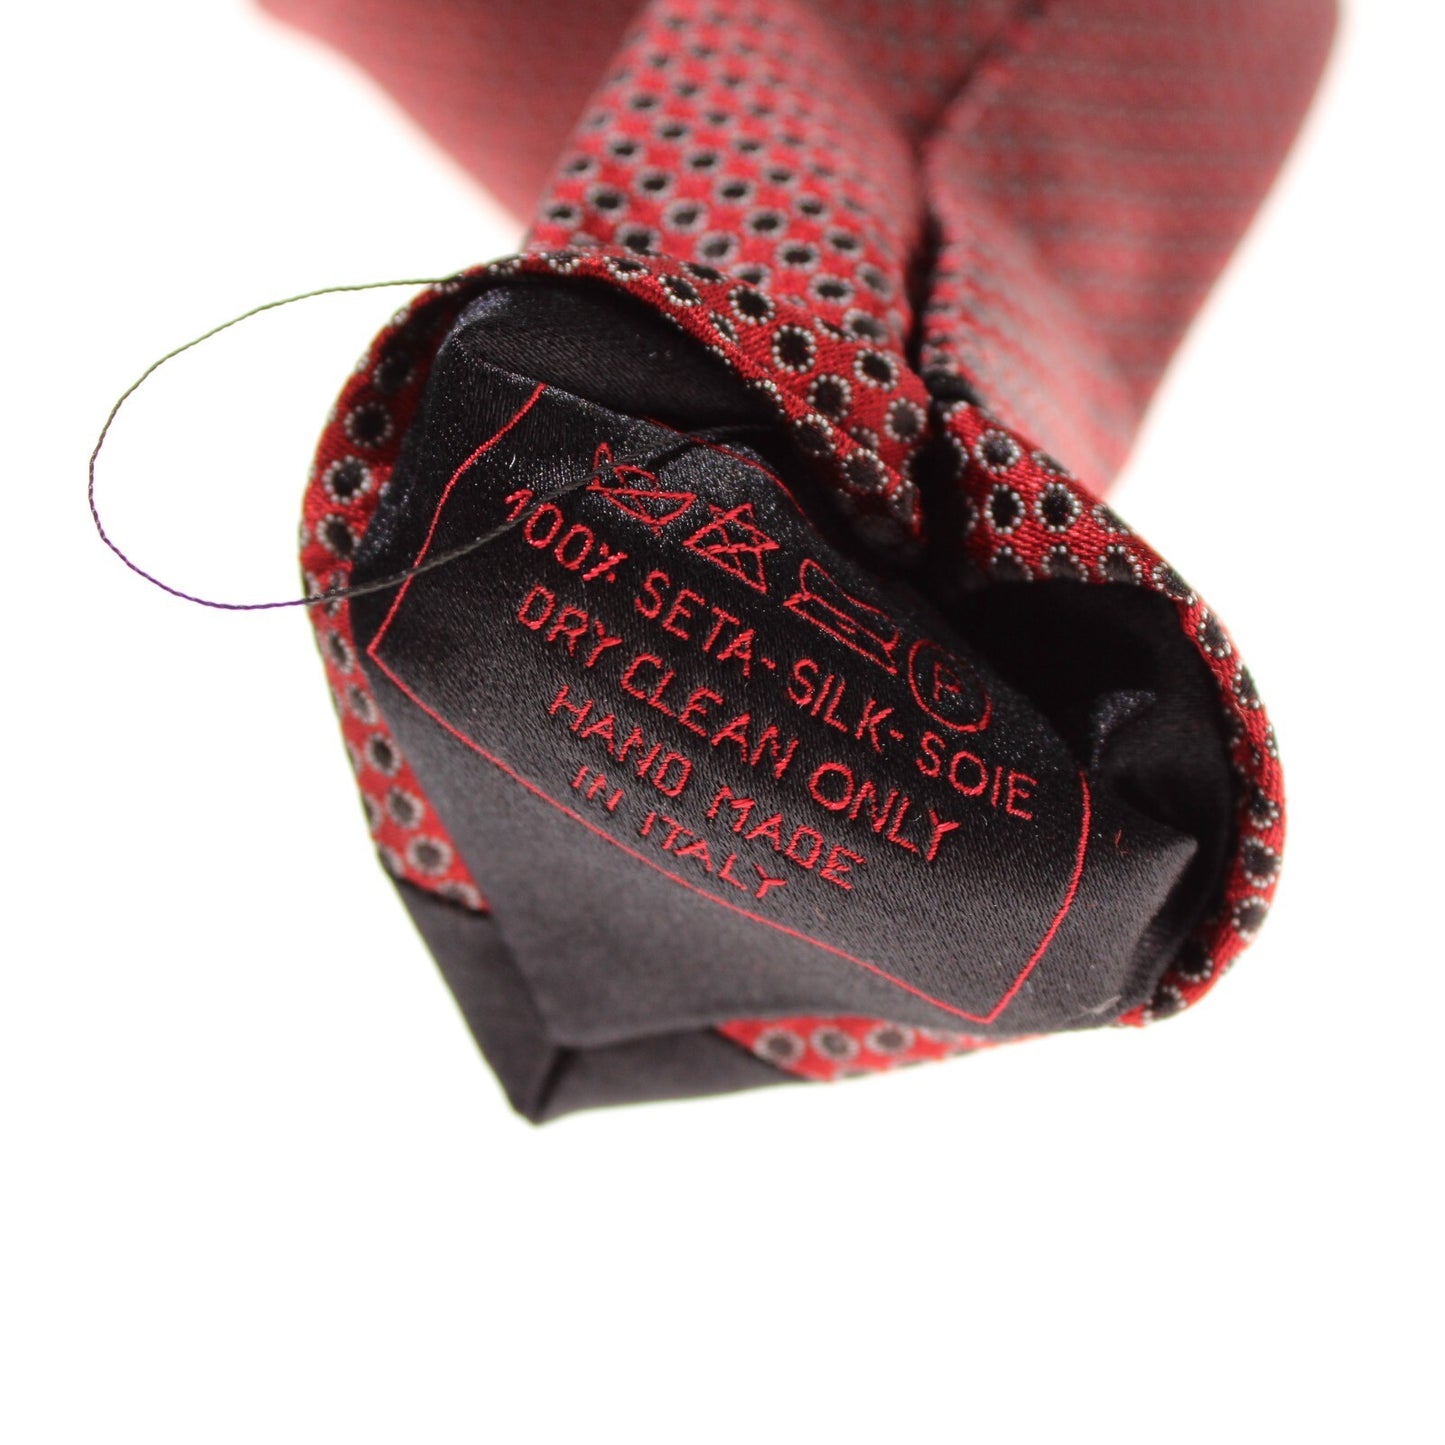 P
100% SETA-SILK-SOIE
DRY CLEAN ONLY
HAND MADE
IN ITALY